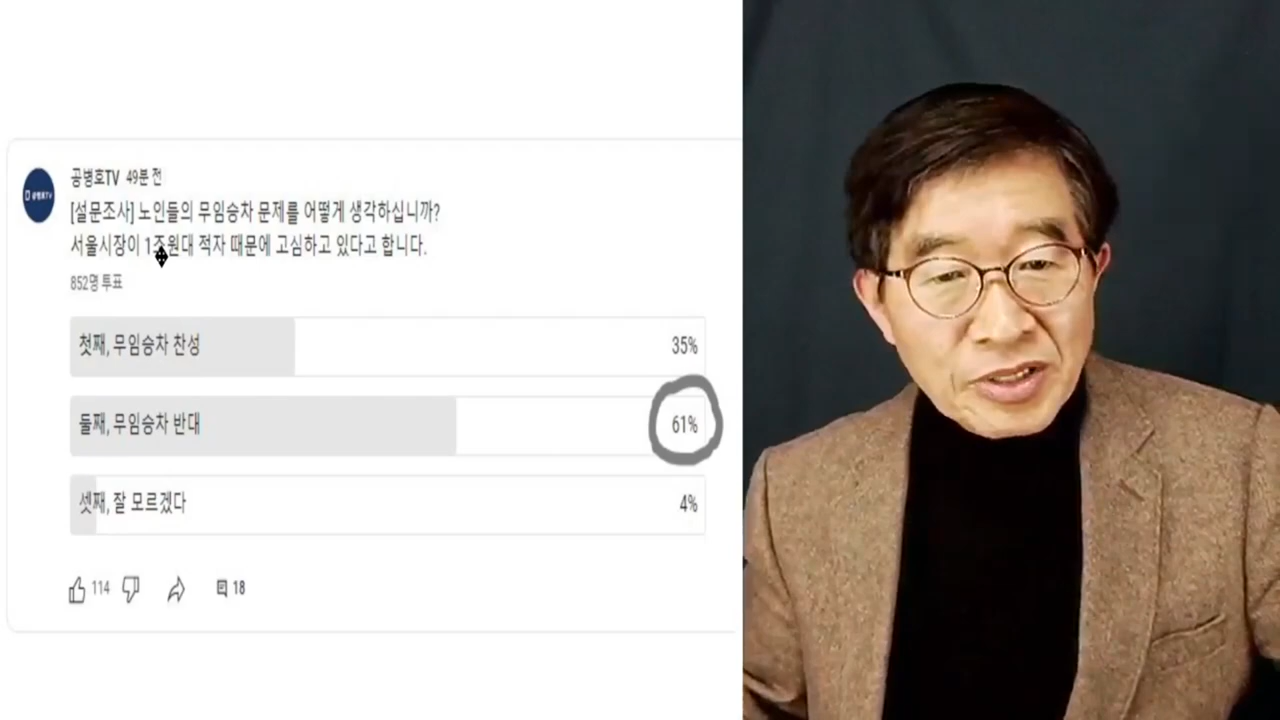 공병호TV 49분 전
[설문조사] 노인들의 무임승차 문제를 어떻게 생각하십니까?
서울시장이 1조원대 적자 때문에 고심하고 있다고 합니다.
852명 투표
첫째, 무임승차 찬성 35%
둘째, 무임승차 반대 61%
셋째, 잘 모르겠다 4%
114 18